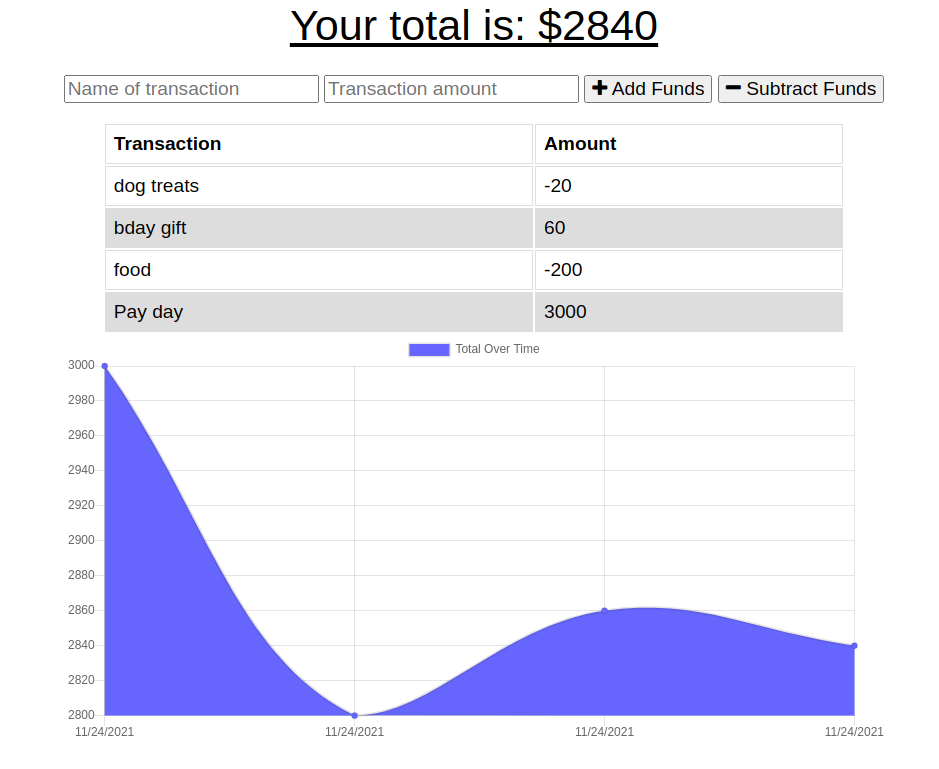 Your total is: $2840
Name of transaction Transaction amount + Add Funds − Subtract Funds
Transaction Amount
dog treats -20
bday gift 60
food -200
Pay day 3000
Total Over Time
3000
2980
2960
2940
2920
2900
2880
2860
2840
2820
2800
11/24/2021 11/24/2021 11/24/2021 11/24/2021